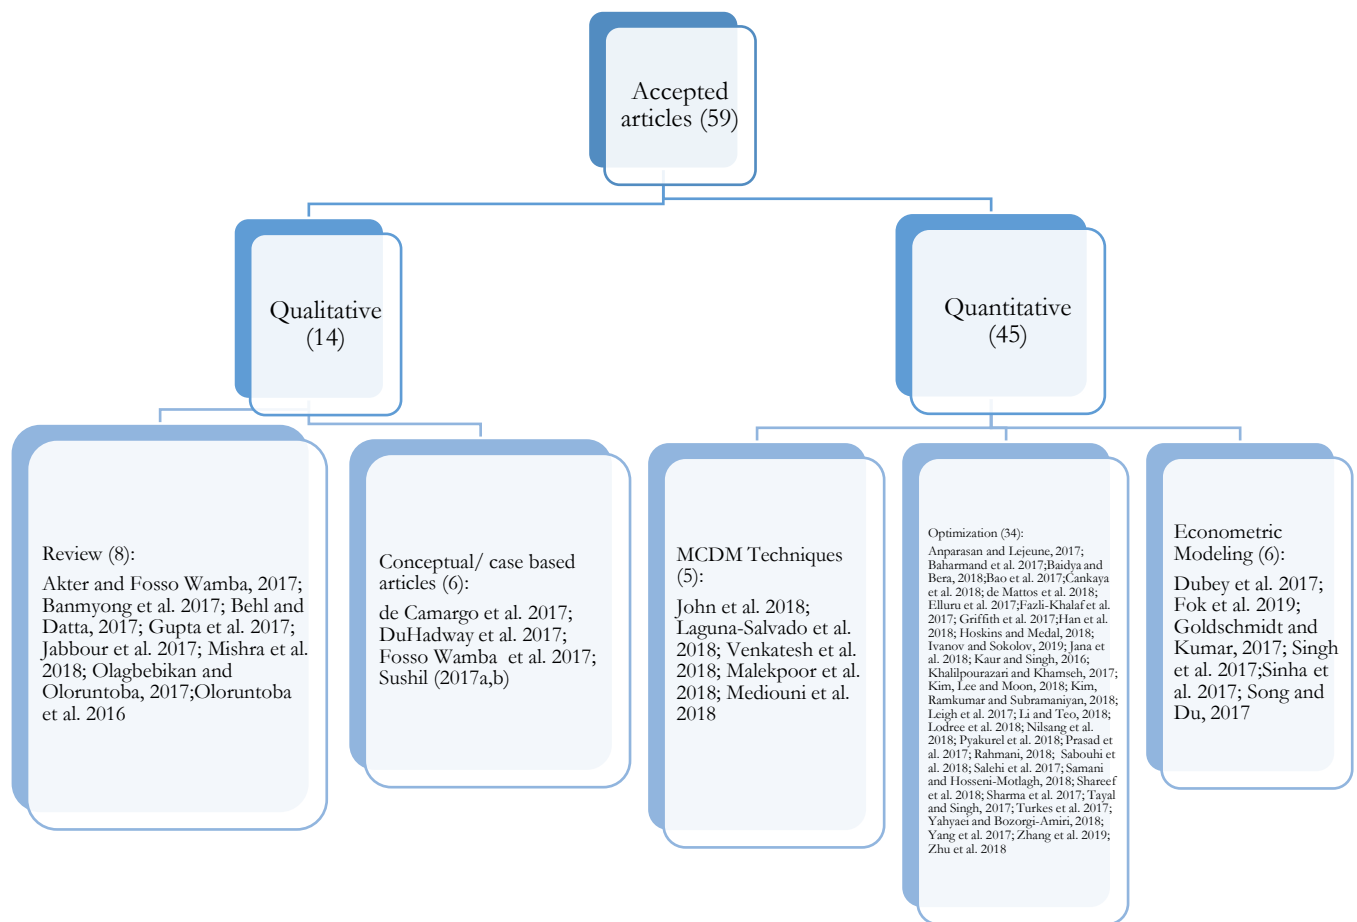 Accepted
articles (59)
Qualitative
(14)
Quantitative
(45)
Review (8):
Akter and Fosso Wamba, 2017;
Banmyong et al. 2017; Behl and
Datta, 2017; Gupta et al. 2017;
Jabbour et al. 2017; Mishra et al.
2018; Olagbebikan and
Oloruntoba, 2017;Oloruntoba
et al. 2016
Conceptual/ case based
articles (6):
de Camargo et al. 2017;
DuHadway et al. 2017;
Fosso Wamba et al. 2017;
Sushil (2017a,b)
MCDM Techniques
(5):
John et al. 2018;
Laguna-Salvado et al.
2018; Venkatesh et al.
2018; Malekpoor et al.
2018; Mediouni et al.
2018
Optimization (34):
Anparasan and Lejeune, 2017;
Baharmand et al. 2017;Baidya and
Bera, 2018;Bao et al. 2017;Cankaya
et al. 2018; de Mattos et al. 2018;
Elluru et al. 2017;Fazli-Khalaf et al.
2017; Griffith et al. 2017;Han et al.
2018; Hoskins and Medal, 2018;
Ivanov and Sokolov, 2019; Jana et
al. 2018; Kaur and Singh, 2016;
Khalilpourazari and Khamseh, 2017;
Kim, Lee and Moon, 2018; Kim,
Ramkumar and Subramaniyan, 2018;
Leigh et al. 2017; Li and Teo, 2018;
Lodree et al. 2018; Nilsang et al.
2018; Pyakurel et al. 2018; Prasad et
al. 2017; Rahmani, 2018; Sabouhi et
al. 2018; Salehi et al. 2017; Samani
and Hosseni-Motlagh, 2018; Shareef
et al. 2018; Sharma et al. 2017; Tayal
and Singh, 2017; Turkes et al. 2017;
Yahyaei and Bozorgi-Amiri, 2018;
Yang et al. 2017; Zhang et al. 2019;
Zhu et al. 2018
Econometric
Modeling (6):
Dubey et al. 2017;
Fok et al. 2019;
Goldschmidt and
Kumar, 2017; Singh
et al. 2017;Sinha et
al. 2017; Song and
Du, 2017